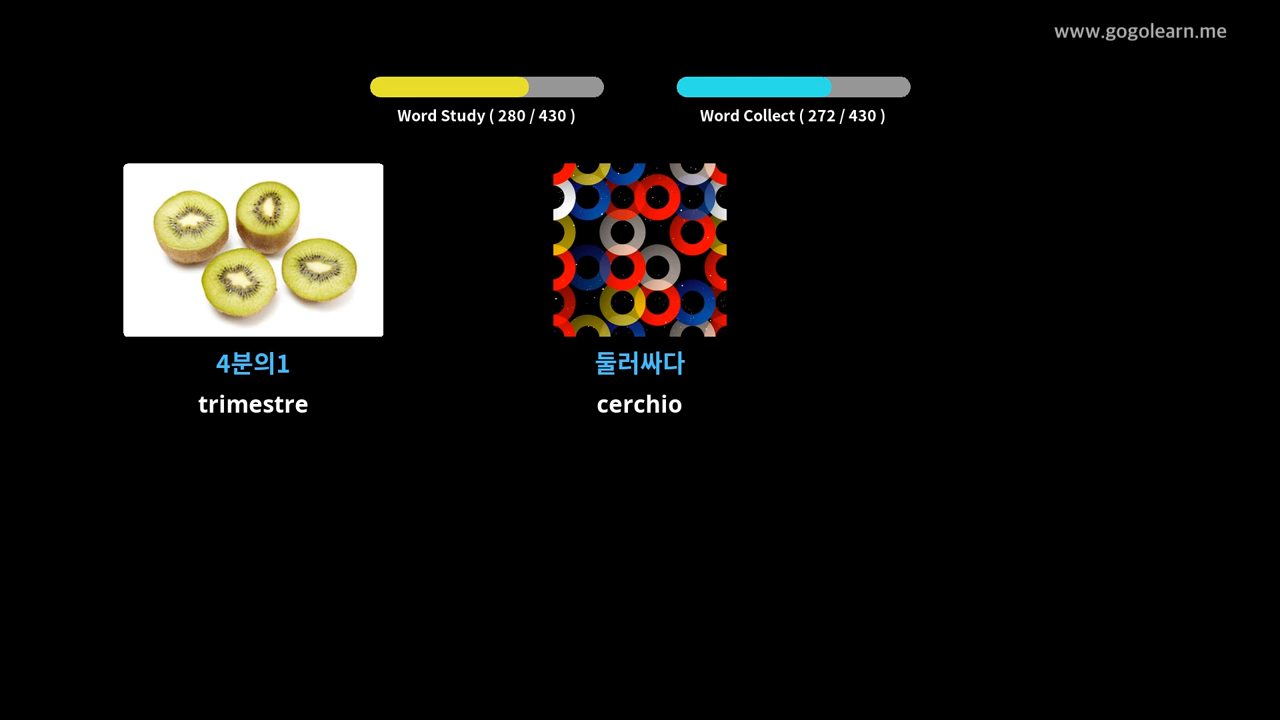 www.gogolearn.me
Word Study ( 280 / 430 )
Word Collect ( 272 / 430 )
4분의1
둘러싸다
trimestre
cerchio